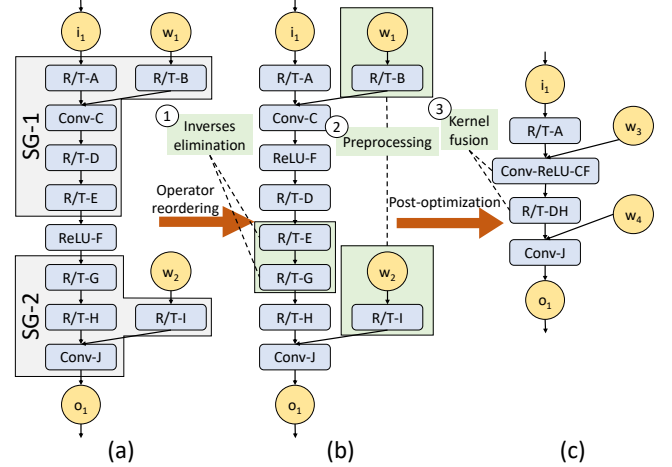 i1
w1
R/T-A
R/T-B
Conv-C
R/T-D
R/T-E
SG-1
ReLU-F
R/T-G
w2
R/T-H
R/T-I
Conv-J
SG-2
o1
(a)
1
Inverses
elimination
Operator
reordering
i1
w1
R/T-A
R/T-B
Conv-C
2
Preprocessing
ReLU-F
R/T-D
R/T-E
R/T-G
w2
R/T-H
R/T-I
Conv-J
o1
(b)
3
Kernel
fusion
Post-optimization
i1
R/T-A
w3
Conv-ReLU-CF
R/T-DH
w4
Conv-J
o1
(c)